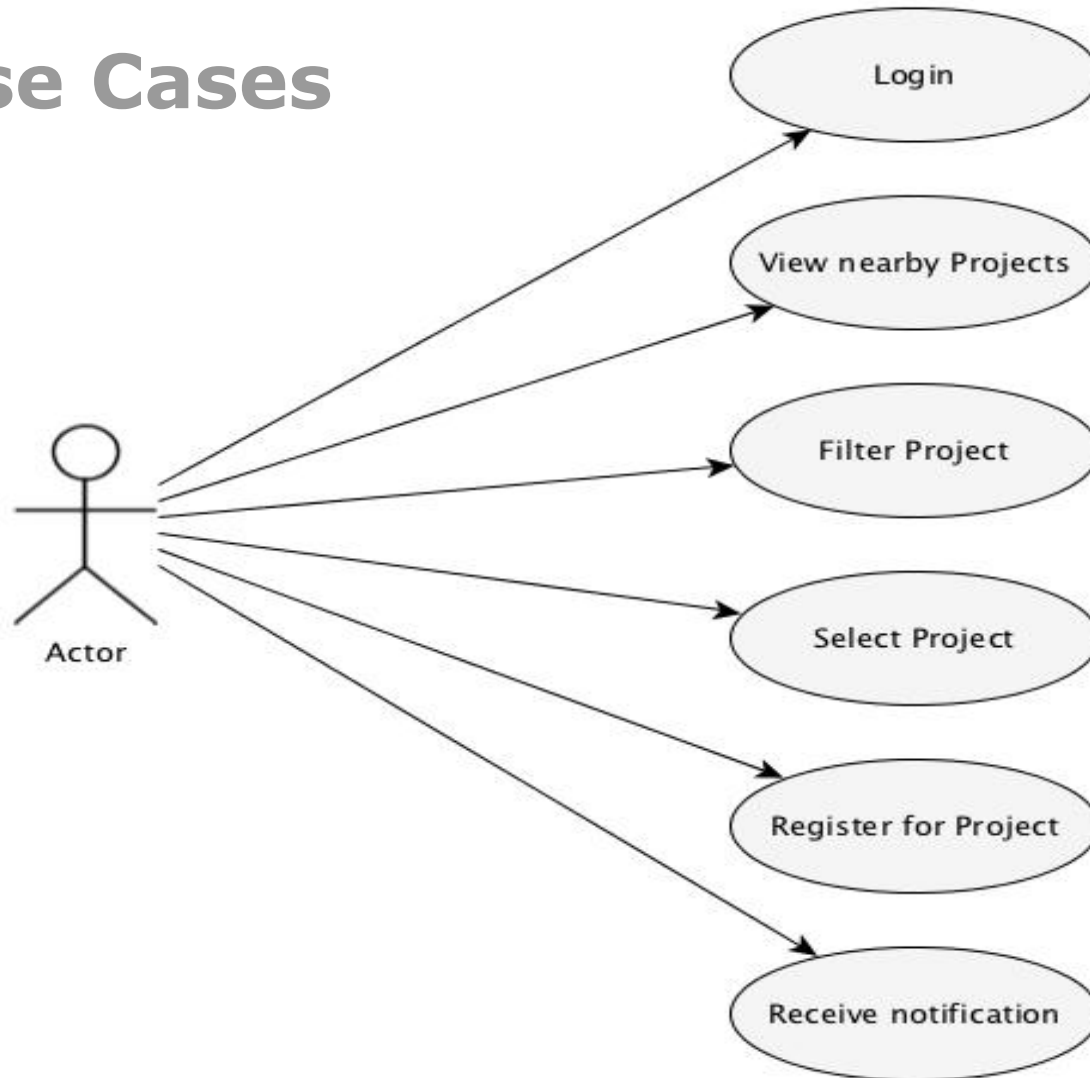 se Cases
Login
View nearby Projects
Filter Project
Select Project
Actor
Register for Project
Receive notification